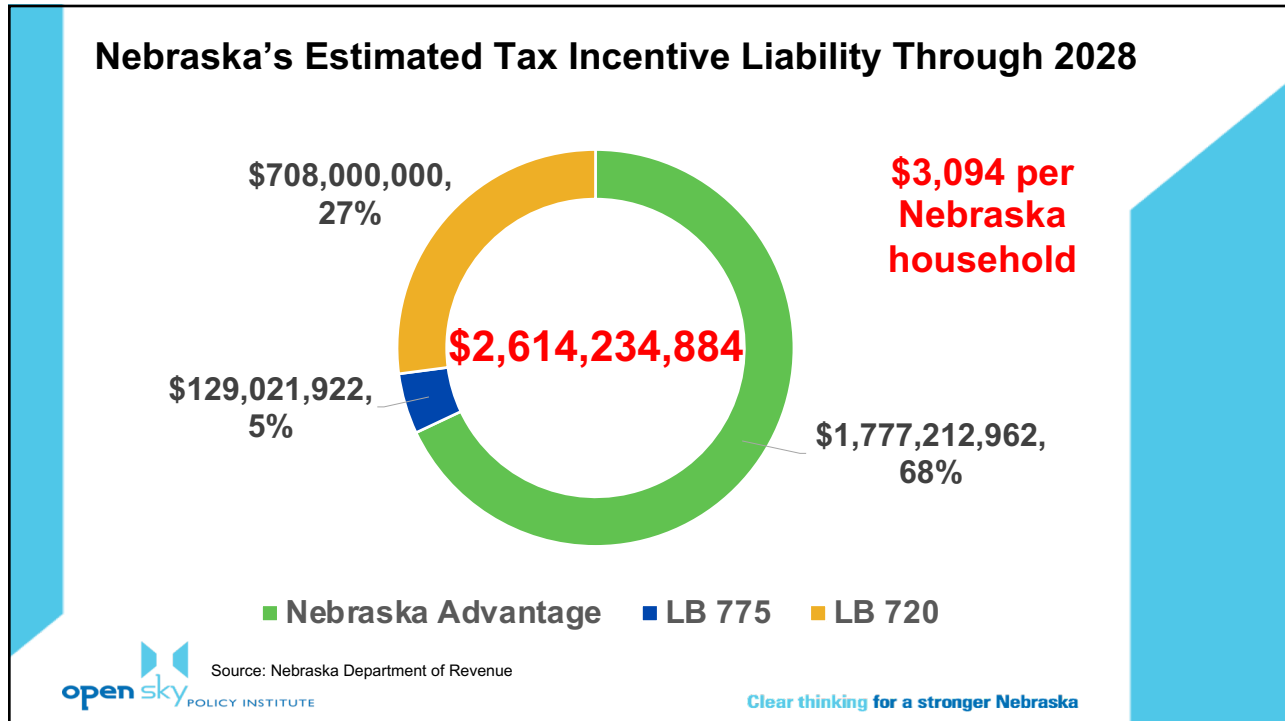 Nebraska’s Estimated Tax Incentive Liability Through 2028
$708,000,000,
27%
$3,094 per
Nebraska
household
$2,614,234,884
$129,021,922,
5%
$1,777,212,962,
68%
Nebraska Advantage LB 775 LB 720
Source: Nebraska Department of Revenue
open sky POLICY INSTITUTE
Clear thinking for a stronger Nebraska